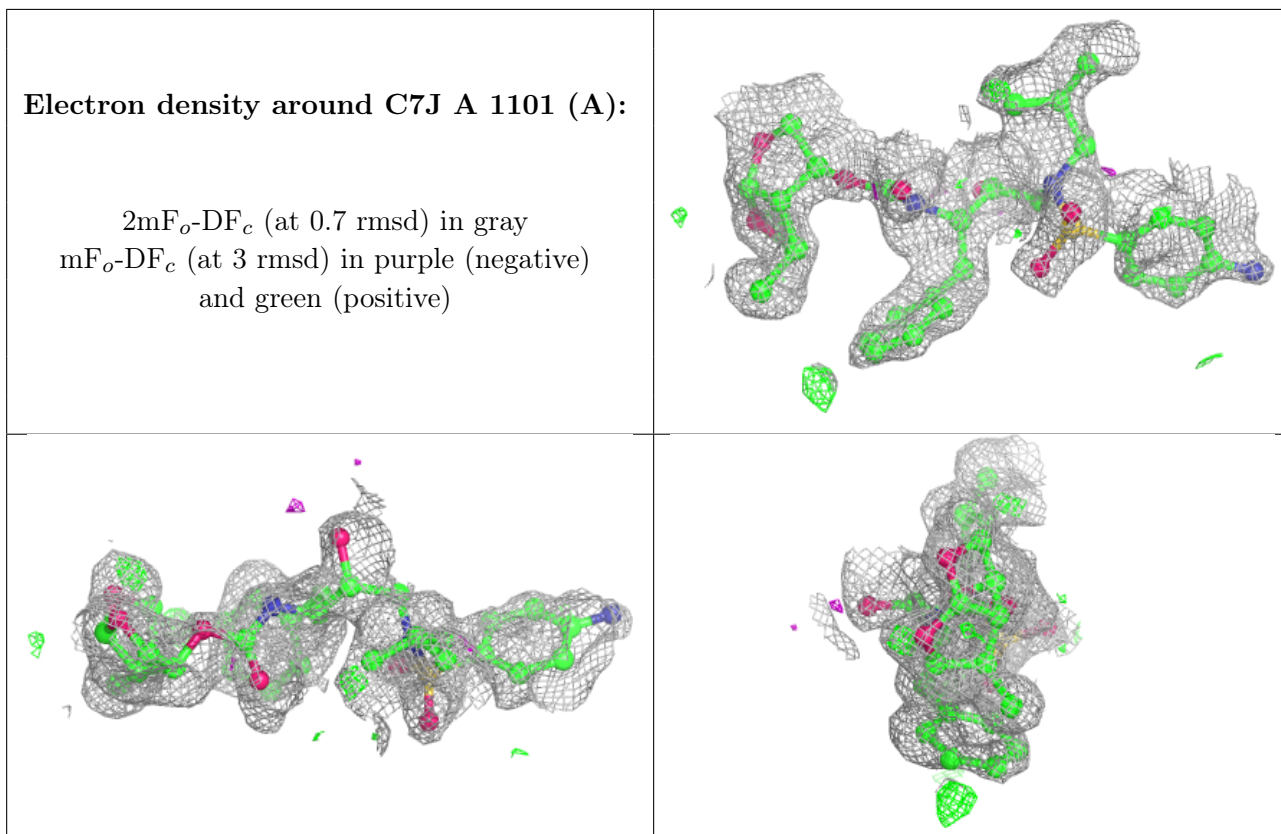 Electron density around C7J A 1101 (A):
2mFo-DFc (at 0.7 rmsd) in gray
mFo-DFc (at 3 rmsd) in purple (negative)
and green (positive)